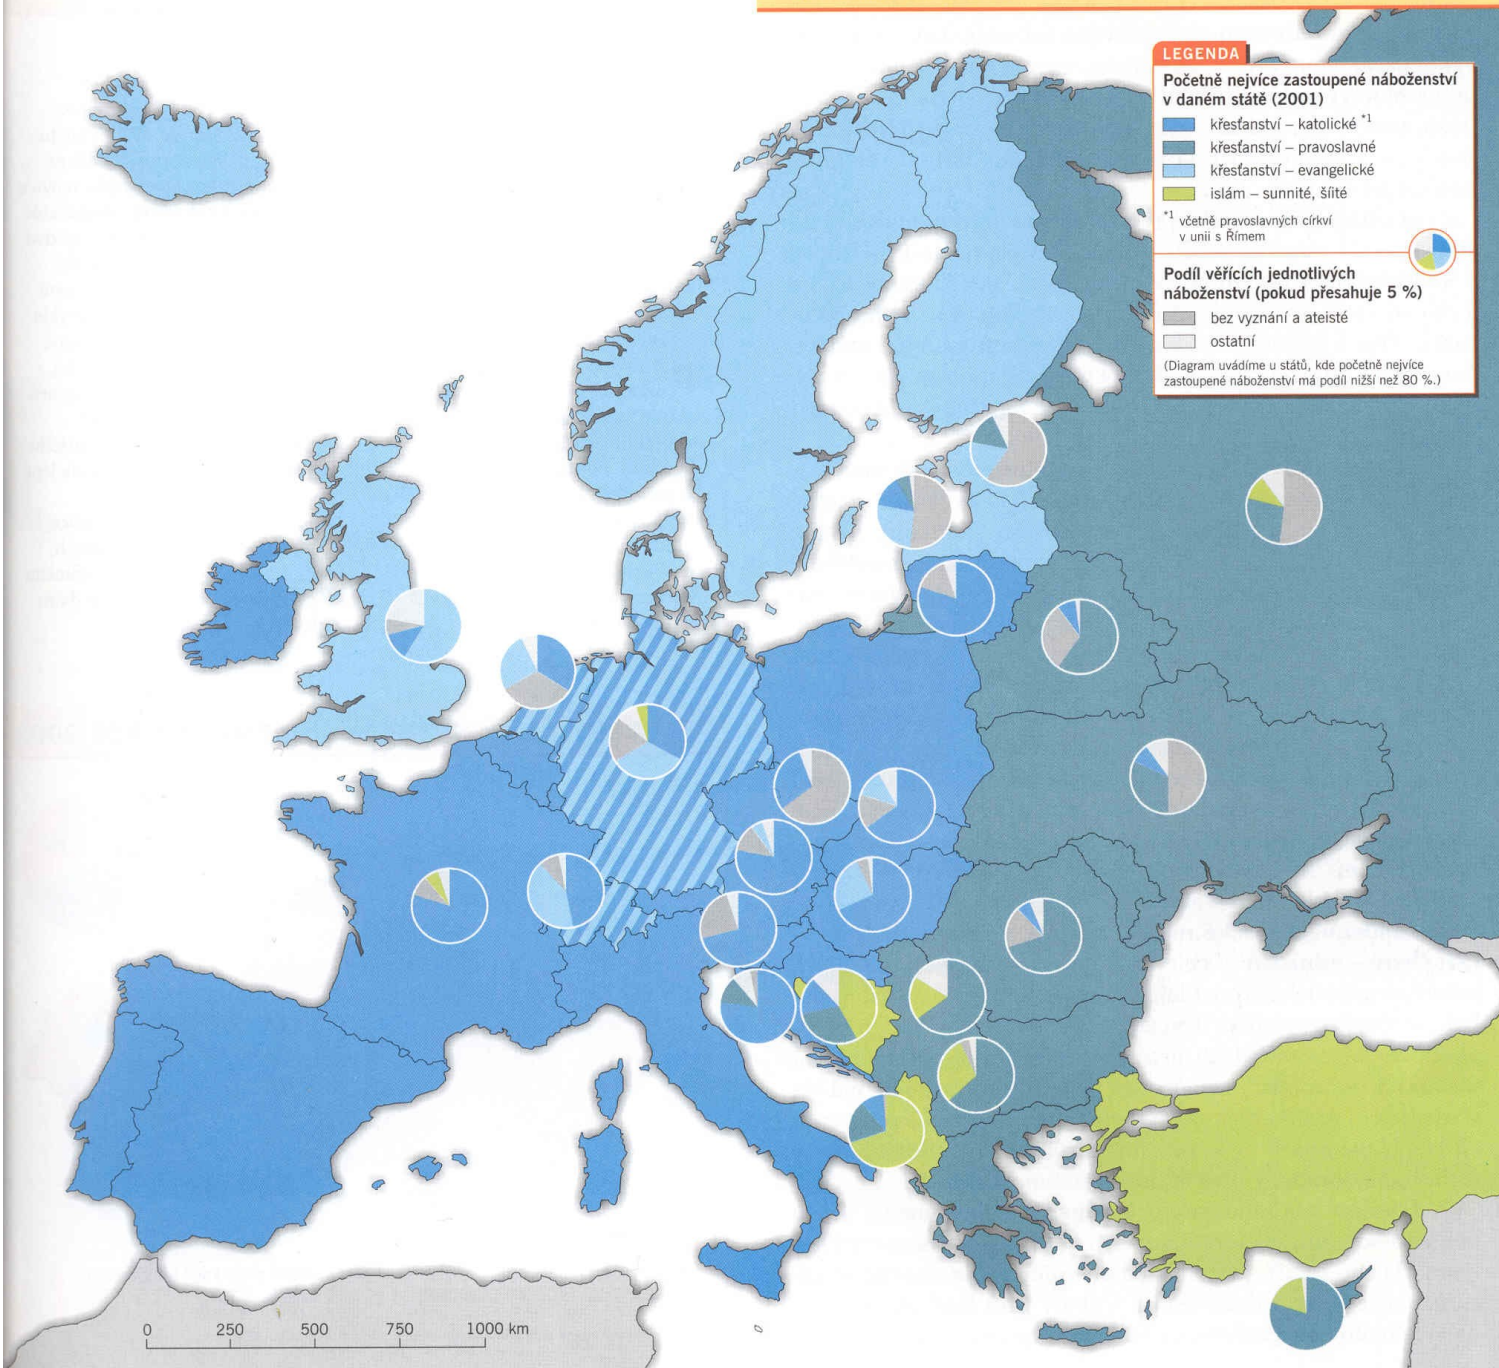 LEGENDA
Početně nejvíce zastoupené náboženství
v daném státě (2001)
křesťanství – katolické *1
křesťanství – pravoslavné
křesťanství – evangelické
islám – sunnité, šíité
*1 včetně pravoslavných církví
v unii s Římem
Podíl věřících jednotlivých
náboženství (pokud přesahuje 5 %)
bez vyznání a ateisté
ostatní
(Diagram uvádíme u států, kde početně nejvíce
zastoupené náboženství má podíl nižší než 80 %.)
0 250 500 750 1000 km